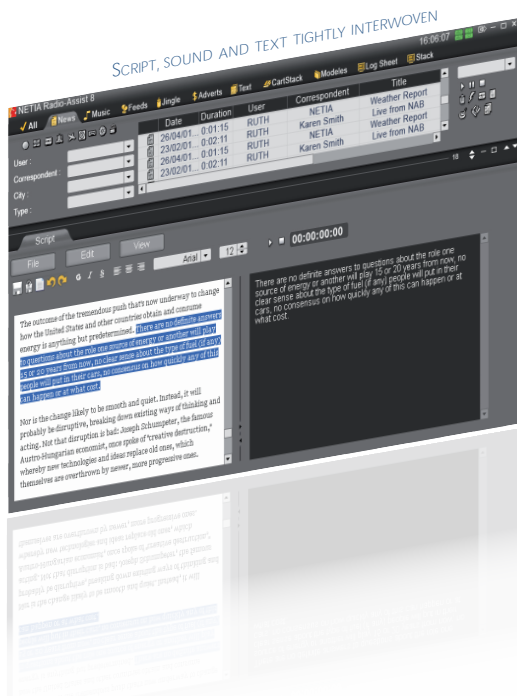 SCRIPT, SOUND AND TEXT TIGHTLY INTERWOVEN
NETIA Radio-Assist 8
16:06:07
All News Music Feeds Jingle $ Adverts Text CartStack Modeles Log Sheet Stack
User :
Correspondent :
City :
Type :
Date Duration User Correspondent Title
26/04/01... 0:01:15 RUTH NETIA Weather Report
23/02/01... 0:02:11 RUTH Karen Smith Live from NAB
26/04/01... 0:01:15 RUTH NETIA Weather Report
23/02/01... 0:02:11 RUTH Karen Smith Live from NAB
18
Script
File Edit View
G I S
Arial 12
00:00:00:00
The outcome of the tremendous push that's now underway to change
how the United States and other countries obtain and consume
energy is anything but predetermined. There are no definite answers
to questions about the role one source of energy or another will play
15 or 20 years from now, no clear sense about the type of fuel (if any)
people will put in their cars, no consensus on how quickly any of this
can happen or at what cost.
Nor is the change likely to be smooth and quiet. Instead, it will
probably be disruptive, breaking down existing ways of thinking and
acting. Not that disruption is bad: Joseph Schumpeter, the famous
Austro-Hungarian economist, once spoke of "creative destruction,"
whereby new technologies and ideas replace old ones, which
themselves are overthrown by newer, more progressive ones.
There are no definite answers to questions about the role one
source of energy or another will play 15 or 20 years from now, no
clear sense about the type of fuel (if any) people will put in their
cars, no consensus on how quickly any of this can happen or at
what cost.